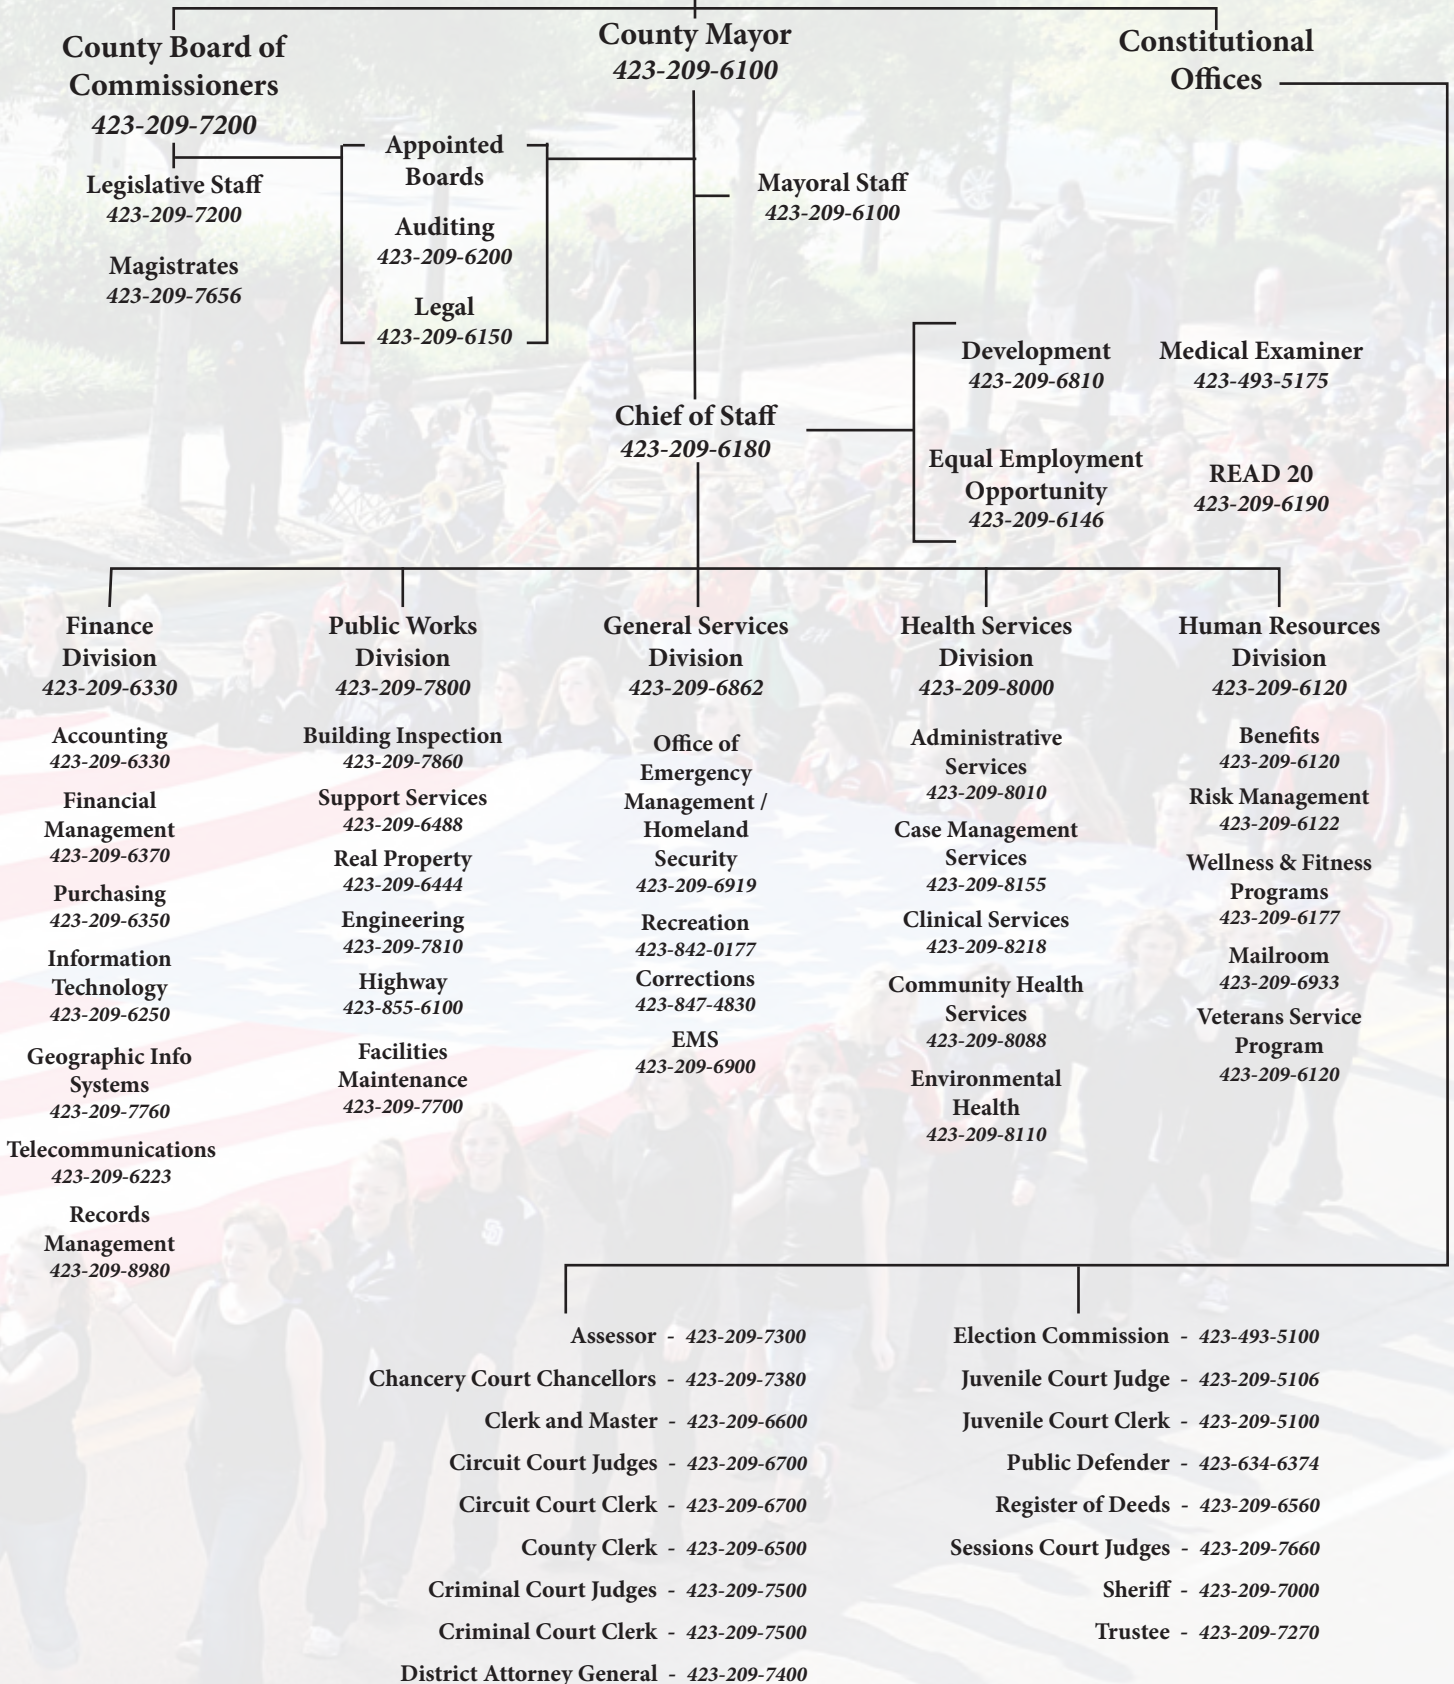 County Board of
Commissioners
423-209-7200
County Mayor
423-209-6100
Constitutional
Offices
Legislative Staff
423-209-7200
Magistrates
423-209-7656
Appointed
Boards
Auditing
423-209-6200
Legal
423-209-6150
Mayoral Staff
423-209-6100
Chief of Staff
423-209-6180
Development
423-209-6810
Medical Examiner
423-493-5175
Equal Employment
Opportunity
423-209-6146
READ 20
423-209-6190
Finance
Division
423-209-6330
Accounting
423-209-6330
Financial
Management
423-209-6370
Purchasing
423-209-6350
Information
Technology
423-209-6250
Geographic Info
Systems
423-209-7760
Telecommunications
423-209-6223
Records
Management
423-209-8980
Public Works
Division
423-209-7800
Building Inspection
423-209-7860
Support Services
423-209-6488
Real Property
423-209-6444
Engineering
423-209-7810
Highway
423-855-6100
Facilities
Maintenance
423-209-7700
General Services
Division
423-209-6862
Office of
Emergency
Management /
Homeland
Security
423-209-6919
Recreation
423-842-0177
Corrections
423-847-4830
EMS
423-209-6900
Health Services
Division
423-209-8000
Administrative
Services
423-209-8010
Case Management
Services
423-209-8155
Clinical Services
423-209-8218
Community Health
Services
423-209-8088
Environmental
Health
423-209-8110
Human Resources
Division
423-209-6120
Benefits
423-209-6120
Risk Management
423-209-6122
Wellness & Fitness
Programs
423-209-6177
Mailroom
423-209-6933
Veterans Service
Program
423-209-6120
Assessor - 423-209-7300
Chancery Court Chancellors - 423-209-7380
Clerk and Master - 423-209-6600
Circuit Court Judges - 423-209-6700
Circuit Court Clerk - 423-209-6700
County Clerk - 423-209-6500
Criminal Court Judges - 423-209-7500
Criminal Court Clerk - 423-209-7500
District Attorney General - 423-209-7400
Election Commission - 423-493-5100
Juvenile Court Judge - 423-209-5106
Juvenile Court Clerk - 423-209-5100
Public Defender - 423-634-6374
Register of Deeds - 423-209-6560
Sessions Court Judges - 423-209-7660
Sheriff - 423-209-7000
Trustee - 423-209-7270